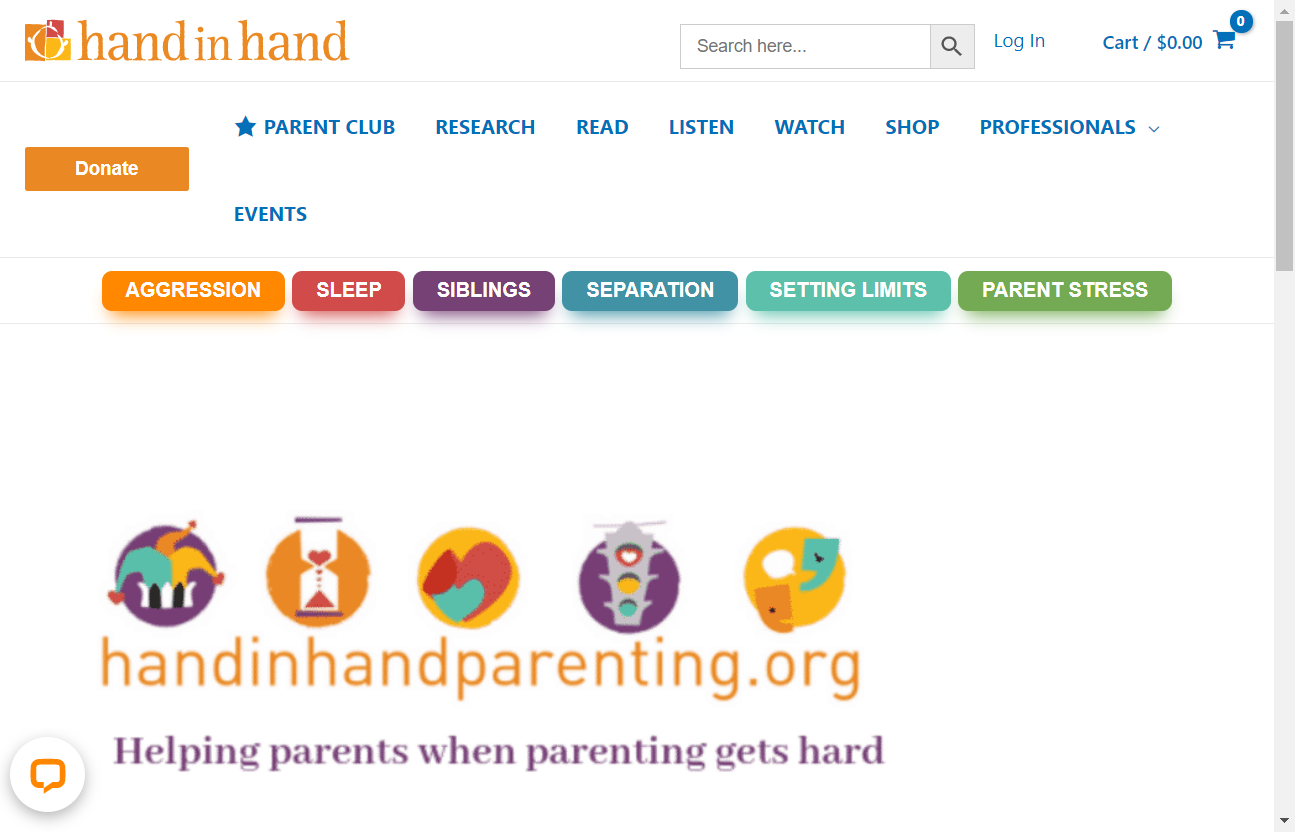 hand in hand
Search here...
Log In
Cart / $0.00
0
PARENT CLUB
RESEARCH
READ
LISTEN
WATCH
SHOP
PROFESSIONALS
Donate
EVENTS
AGGRESSION
SLEEP
SIBLINGS
SEPARATION
SETTING LIMITS
PARENT STRESS
handinhandparenting.org
Helping parents when parenting gets hard